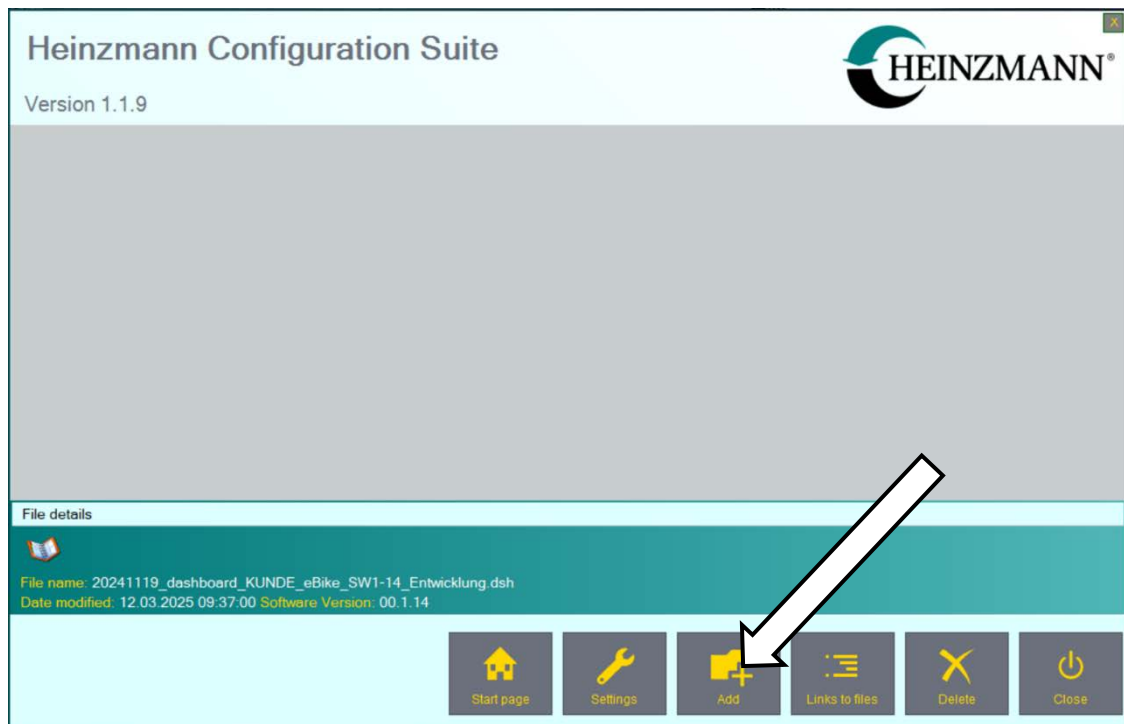 Heinzmann Configuration Suite
HEINZMANN®
X
Version 1.1.9
File details
File name: 20241119_dashboard_KUNDE_eBike_SW1-14_Entwicklung.dsh
Date modified: 12.03.2025 09:37:00 Software Version: 00.1.14
Start page
Settings
Add
Links to files
Delete
Close